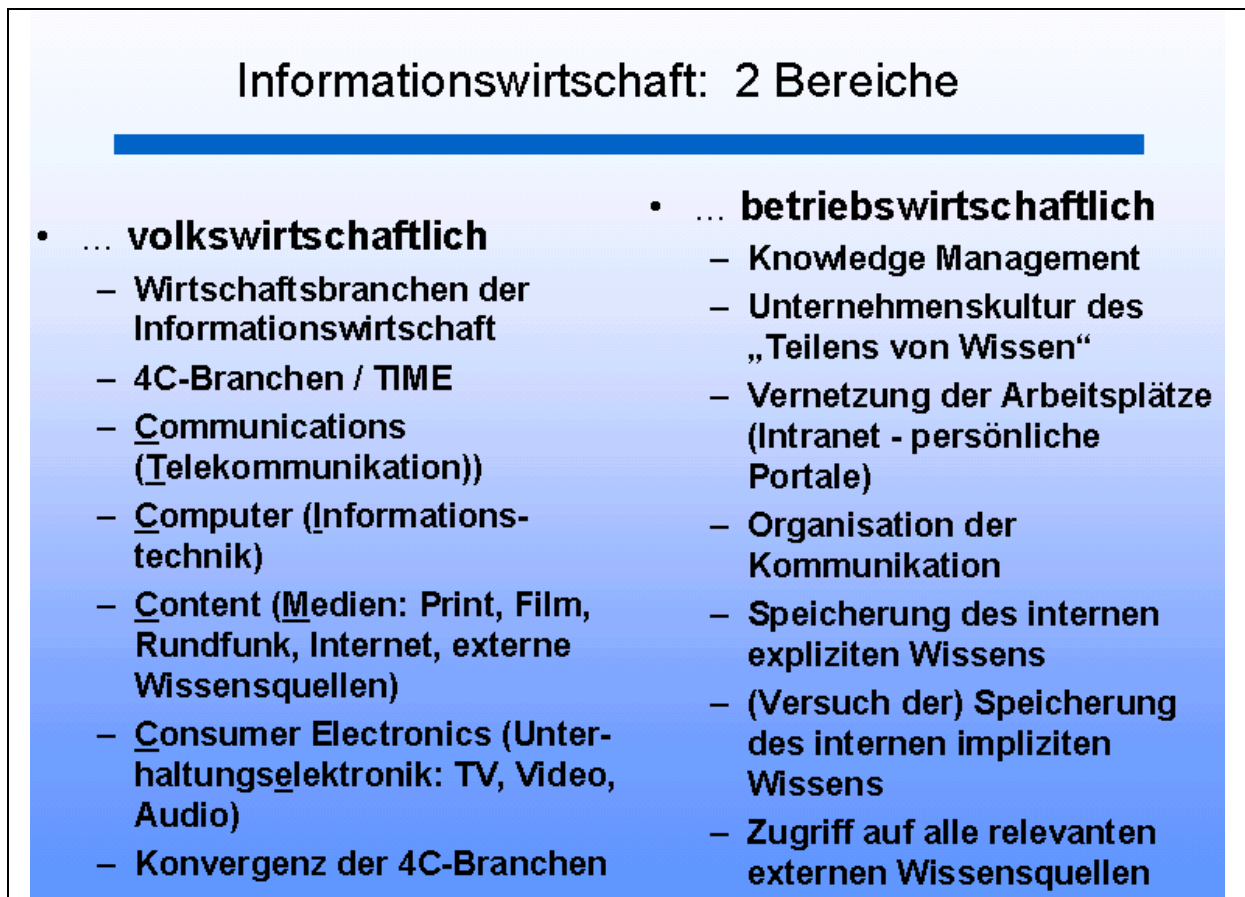 Informationswirtschaft: 2 Bereiche
• ... volkswirtschaftlich
– Wirtschaftsbranchen der
Informationswirtschaft
– 4C-Branchen / TIME
– Communications
(Telekommunikation))
– Computer (Informations-
technik)
– Content (Medien: Print, Film,
Rundfunk, Internet, externe
Wissensquellen)
– Consumer Electronics (Unter-
haltungselektronik: TV, Video,
Audio)
– Konvergenz der 4C-Branchen
• ... betriebswirtschaftlich
– Knowledge Management
– Unternehmenskultur des
„Teilens von Wissen“
– Vernetzung der Arbeitsplätze
(Intranet - persönliche
Portale)
– Organisation der
Kommunikation
– Speicherung des internen
expliziten Wissens
– (Versuch der) Speicherung
des internen impliziten
Wissens
– Zugriff auf alle relevanten
externen Wissensquellen